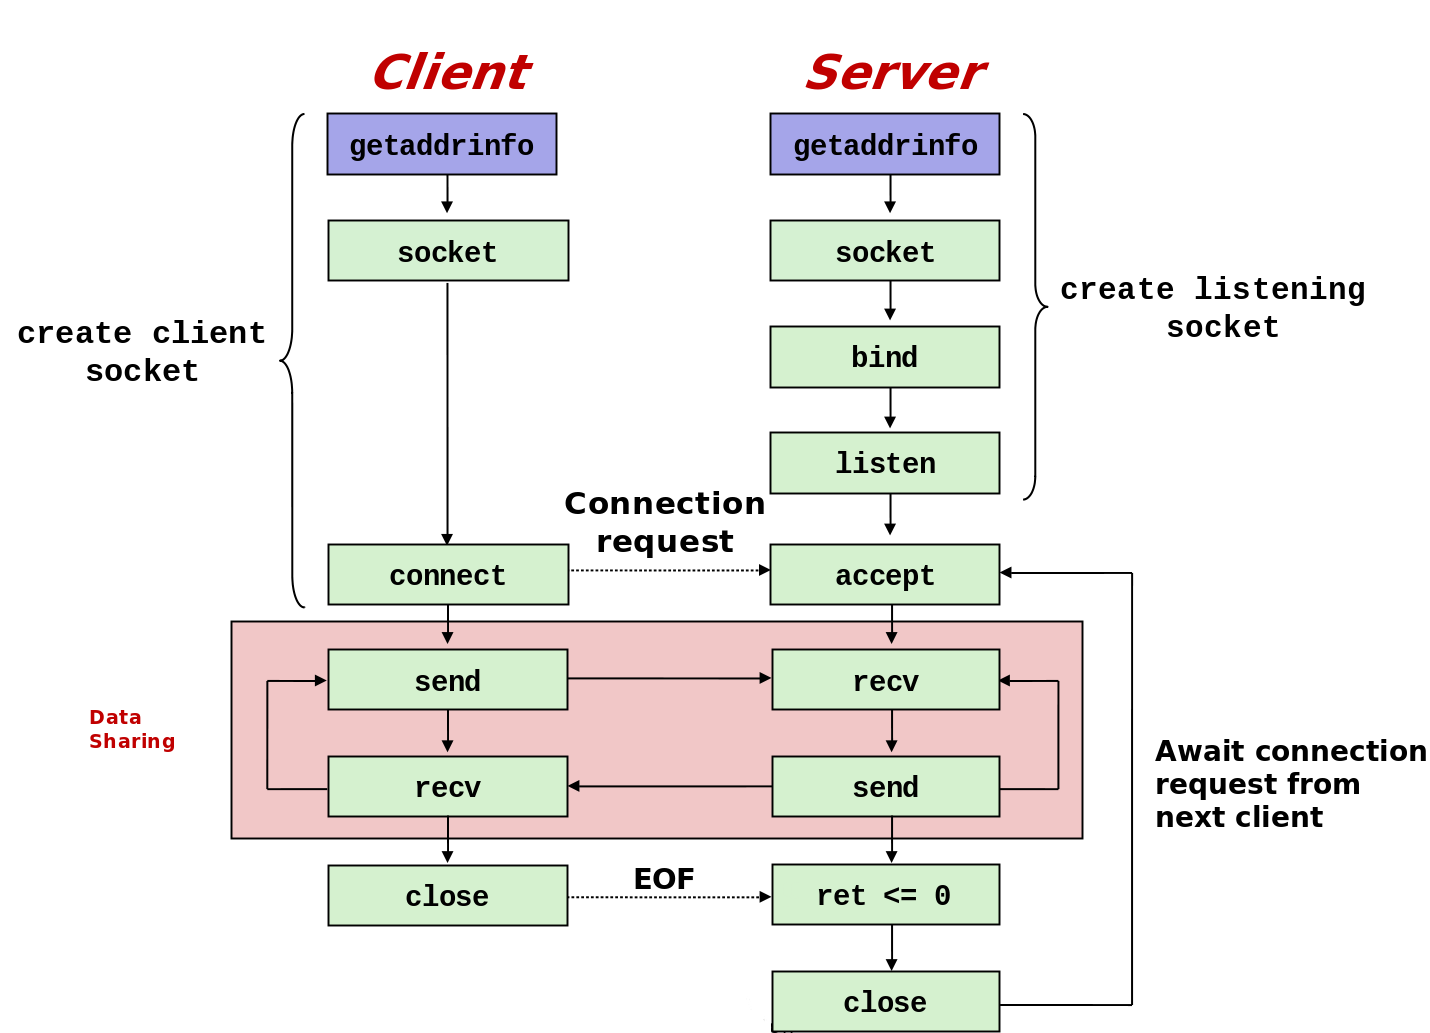 Client
Server
getaddrinfo
getaddrinfo
socket
socket
create client
socket
create listening
socket
bind
listen
Connection
request
connect
accept
send
recv
Data
Sharing
recv
send
Await connection
request from
next client
close
EOF
ret <= 0
close